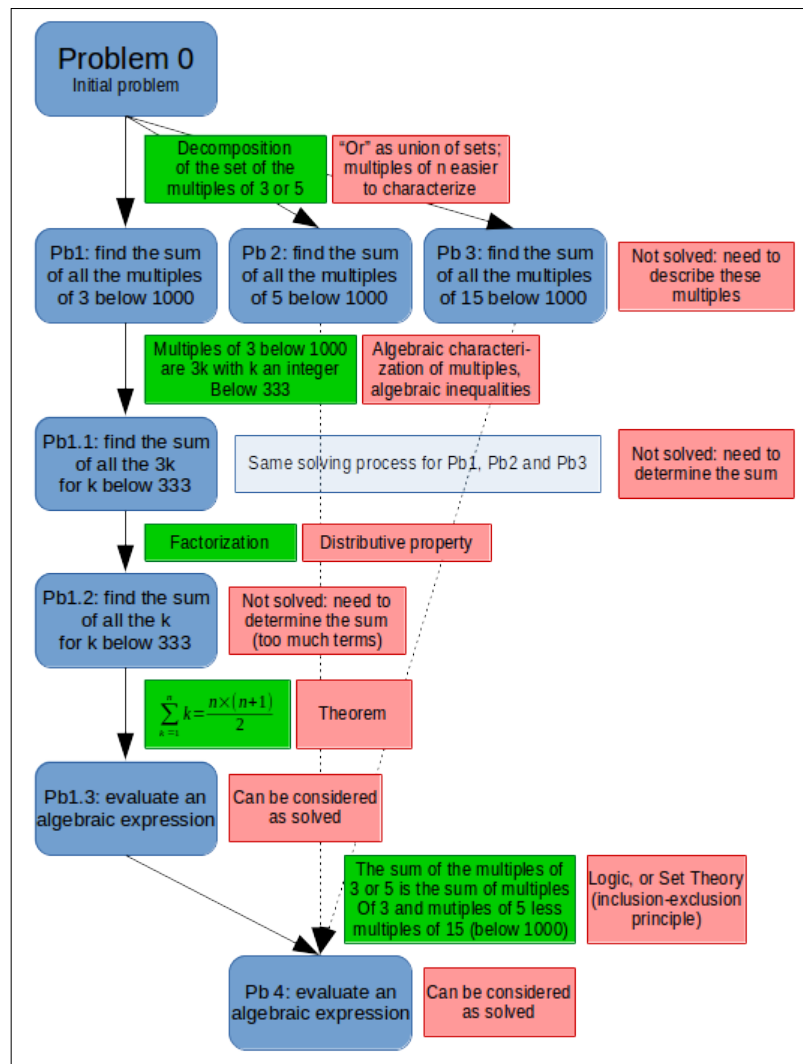 Problem 0
Initial problem
Decomposition
of the set of the
multiples of 3 or 5
“Or” as union of sets;
multiples of n easier
to characterize
Pb1: find the sum
of all the multiples
of 3 below 1000
Pb 2: find the sum
of all the multiples
of 5 below 1000
Pb 3: find the sum
of all the multiples
of 15 below 1000
Not solved: need to
describe these
multiples
Multiples of 3 below 1000
are 3k with k an integer
Below 333
Algebraic characteri-
zation of multiples,
algebraic inequalities
Pb1.1: find the sum
of all the 3k
for k below 333
Same solving process for Pb1, Pb2 and Pb3
Not solved: need to
determine the sum
Factorization
Distributive property
Pb1.2: find the sum
of all the k
for k below 333
Not solved: need to
determine the sum
(too much terms)
∑_{k=1}^{n} k = n×(n+1)/2
Theorem
Pb1.3: evaluate an
algebraic expression
Can be considered
as solved
The sum of the multiples of
3 or 5 is the sum of multiples
Of 3 and mutiples of 5 less
multiples of 15 (below 1000)
Logic, or Set Theory
(inclusion-exclusion
principle)
Pb 4: evaluate an
algebraic expression
Can be considered
as solved